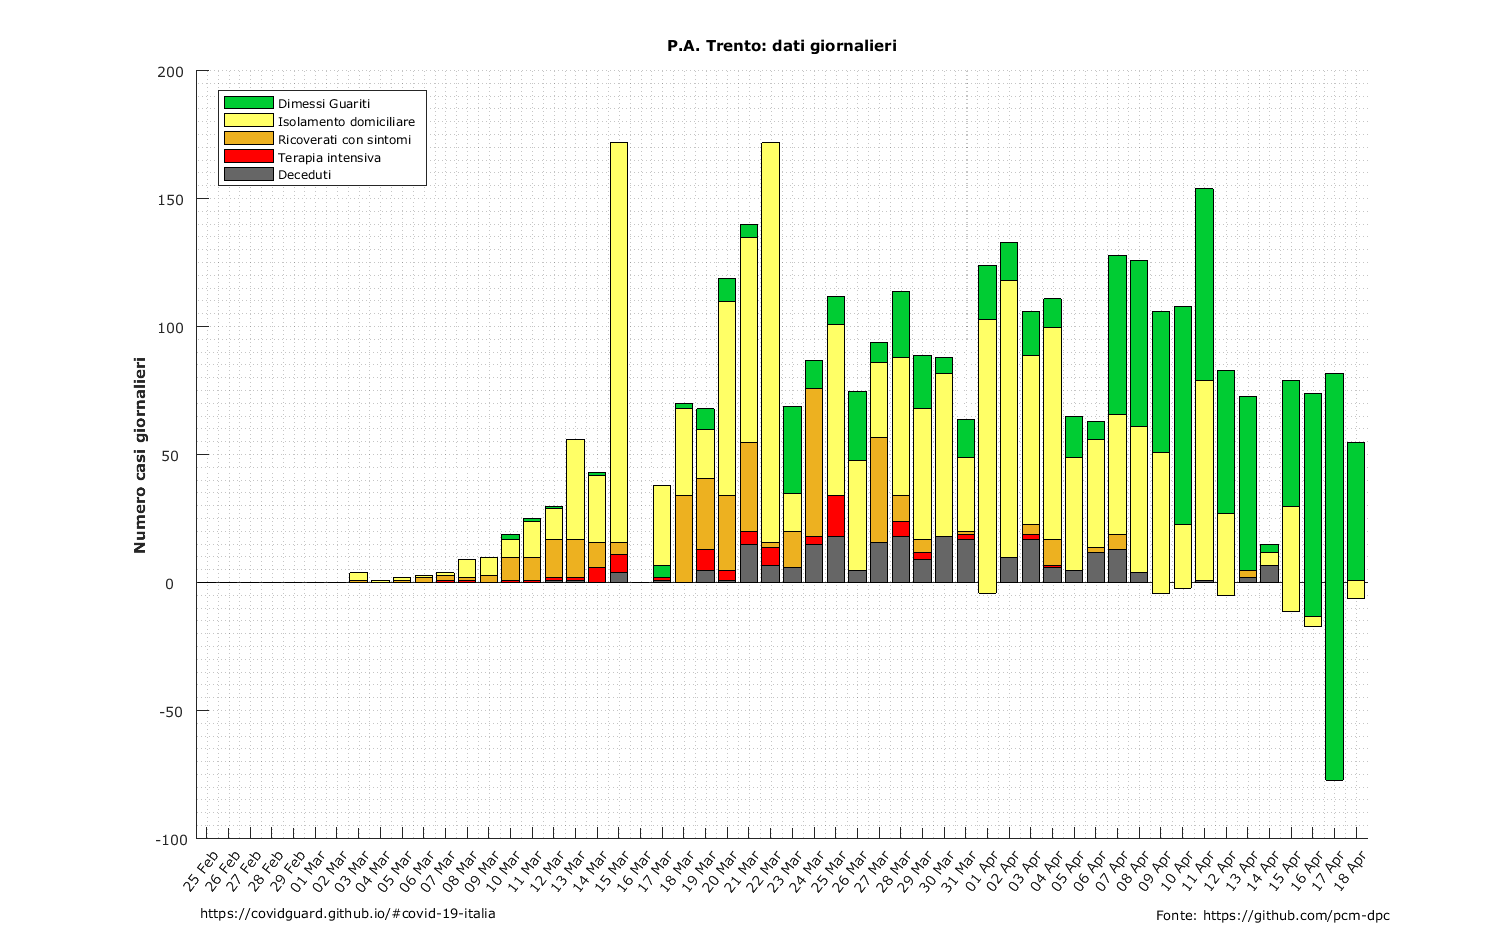 P.A. Trento: dati giornalieri
200
150
100
50
0
-50
-100
Numero casi giornalieri
Dimessi Guariti
Isolamento domiciliare
Ricoverati con sintomi
Terapia intensiva
Deceduti
25 Feb
26 Feb
27 Feb
28 Feb
29 Feb
01 Mar
02 Mar
03 Mar
04 Mar
05 Mar
06 Mar
07 Mar
08 Mar
09 Mar
10 Mar
11 Mar
12 Mar
13 Mar
14 Mar
15 Mar
16 Mar
17 Mar
18 Mar
19 Mar
20 Mar
21 Mar
22 Mar
23 Mar
24 Mar
25 Mar
26 Mar
27 Mar
28 Mar
29 Mar
30 Mar
31 Mar
01 Apr
02 Apr
03 Apr
04 Apr
05 Apr
06 Apr
07 Apr
08 Apr
09 Apr
10 Apr
11 Apr
12 Apr
13 Apr
14 Apr
15 Apr
16 Apr
17 Apr
18 Apr
https://covidguard.github.io/#covid-19-italia
Fonte: https://github.com/pcm-dpc